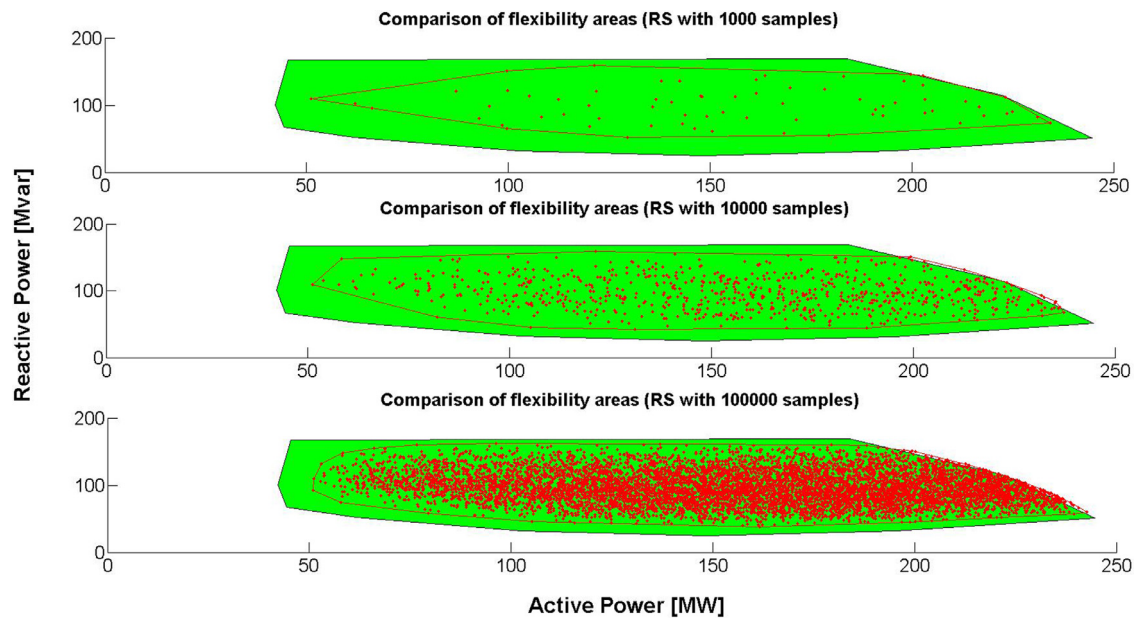 Comparison of flexibility areas (RS with 1000 samples)
200
100
0
0 50 100 150 200 250
Comparison of flexibility areas (RS with 10000 samples)
200
100
0
0 50 100 150 200 250
Comparison of flexibility areas (RS with 100000 samples)
200
100
0
0 50 100 150 200 250
Reactive Power [Mvar]
Active Power [MW]